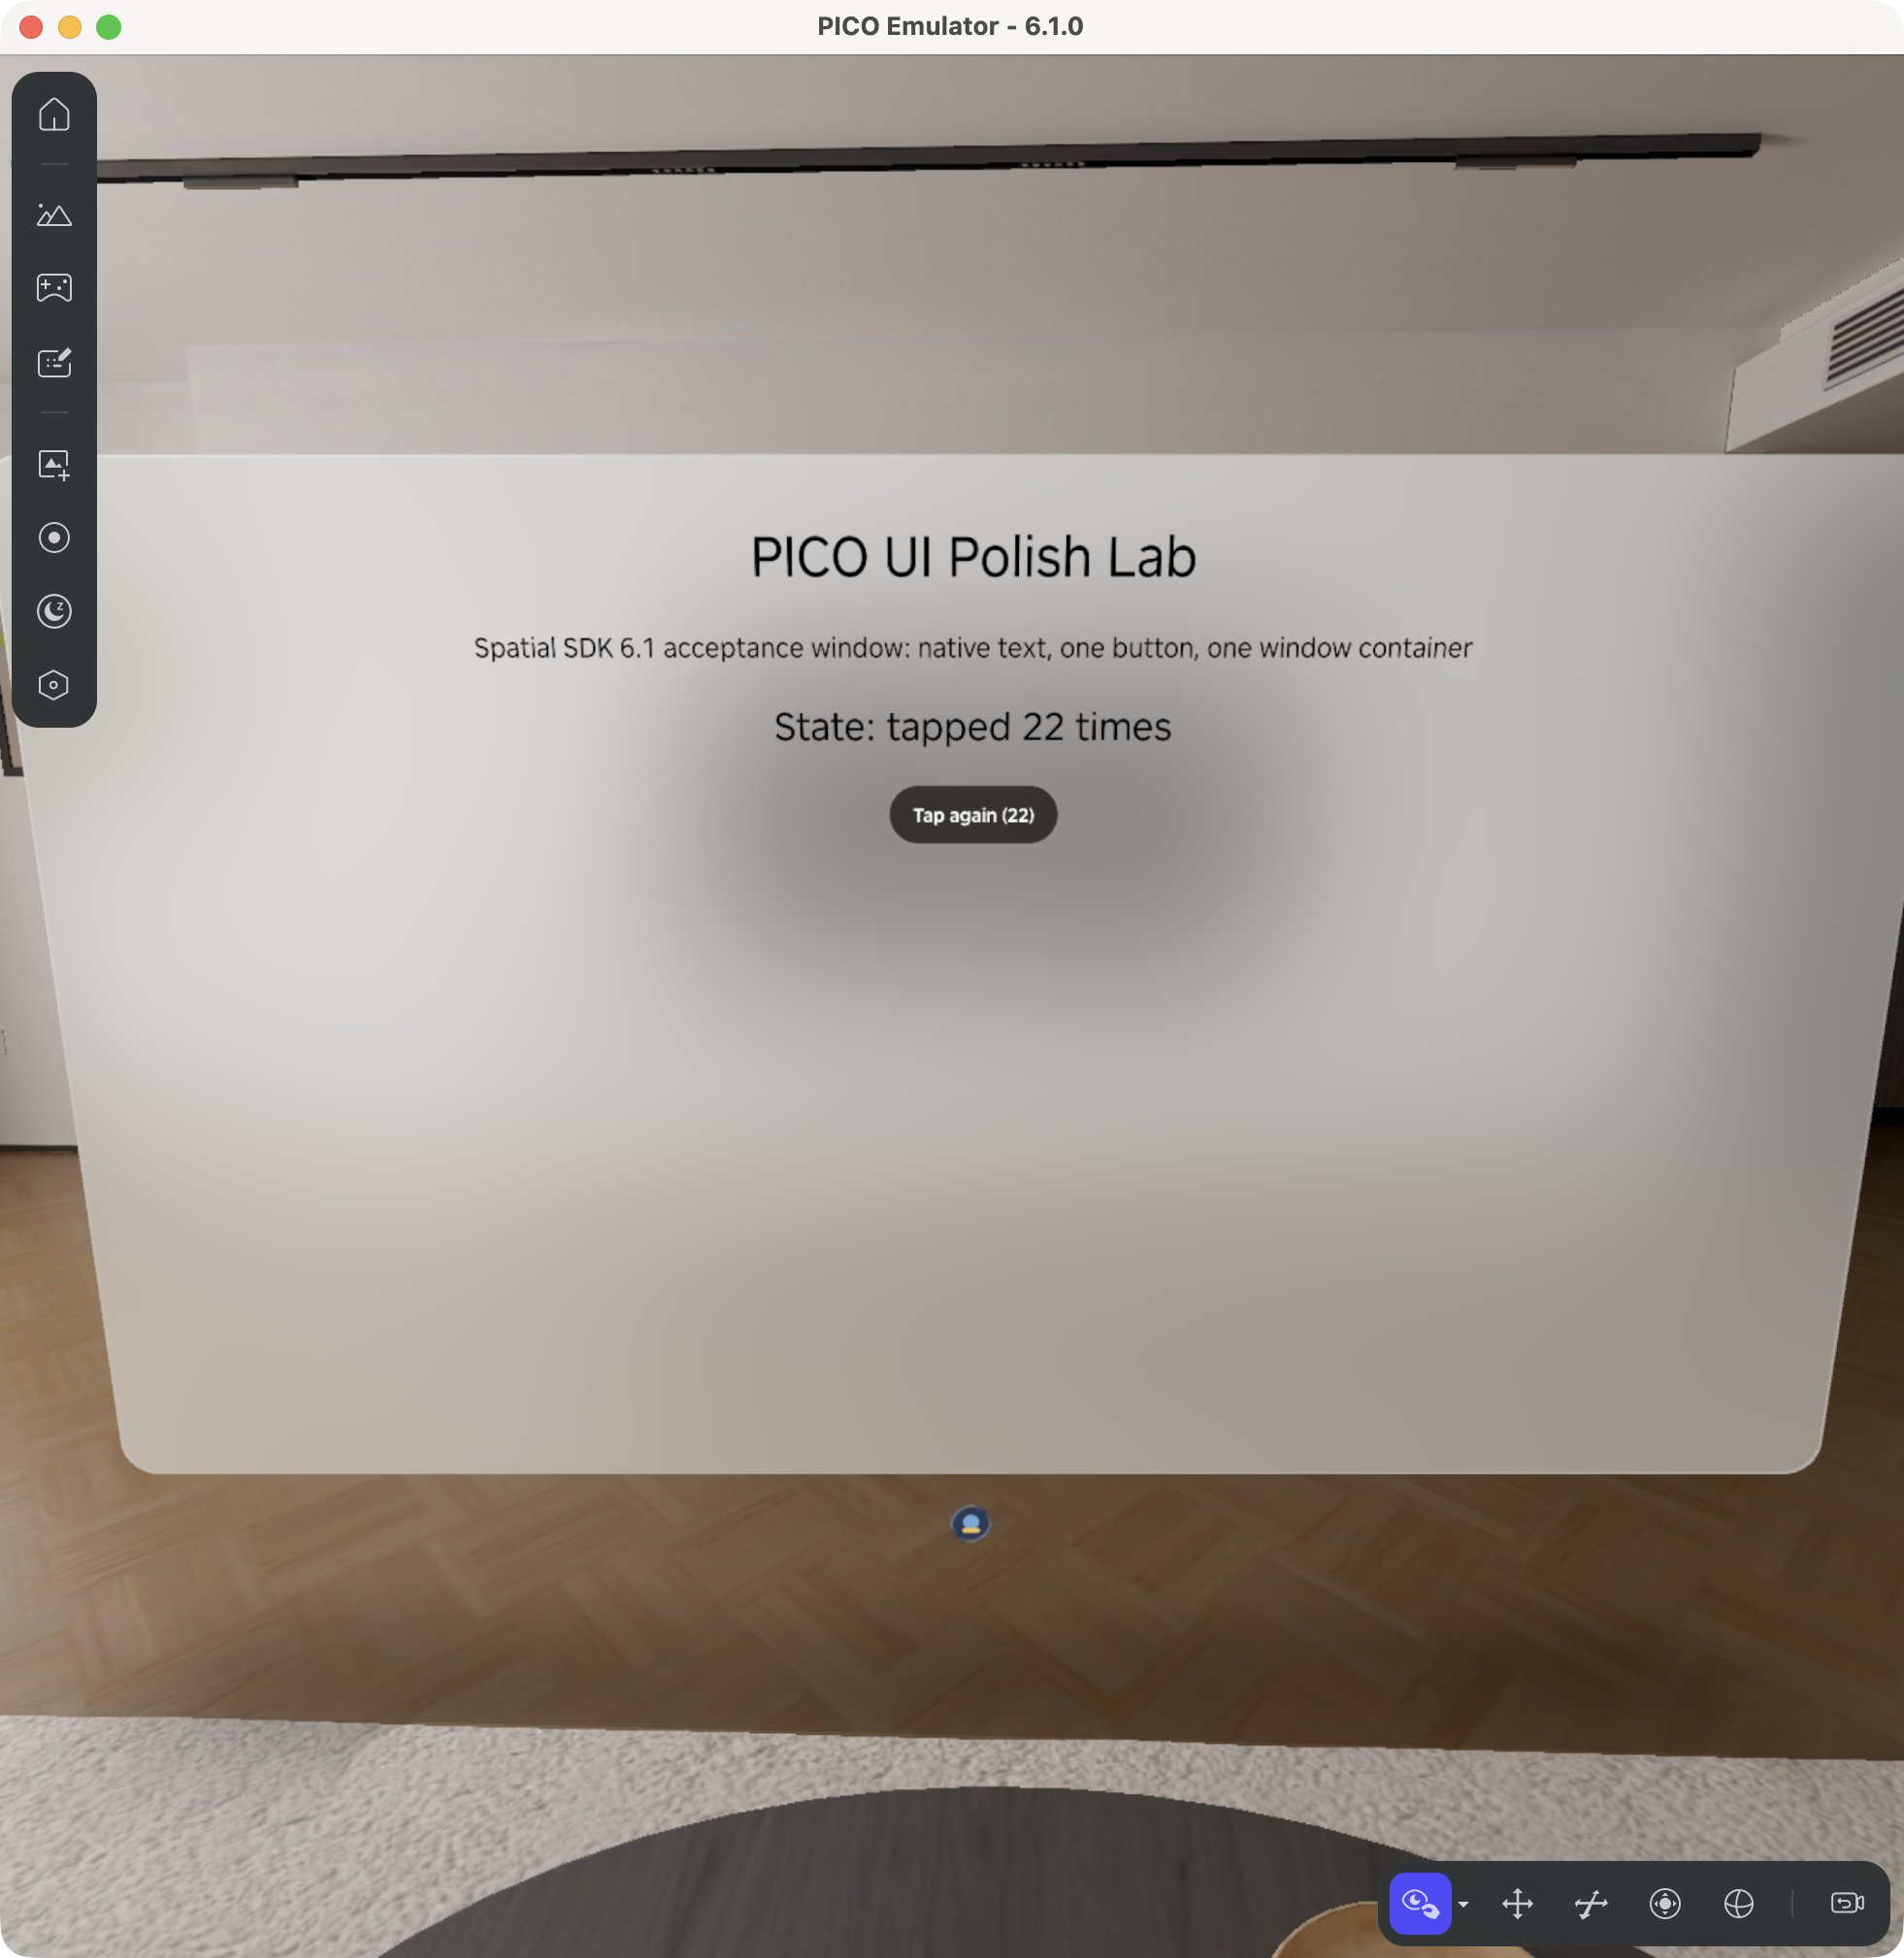 PICO Emulator - 6.1.0
PICO UI Polish Lab
Spatial SDK 6.1 acceptance window: native text, one button, one window container
State: tapped 22 times
Tap again (22)